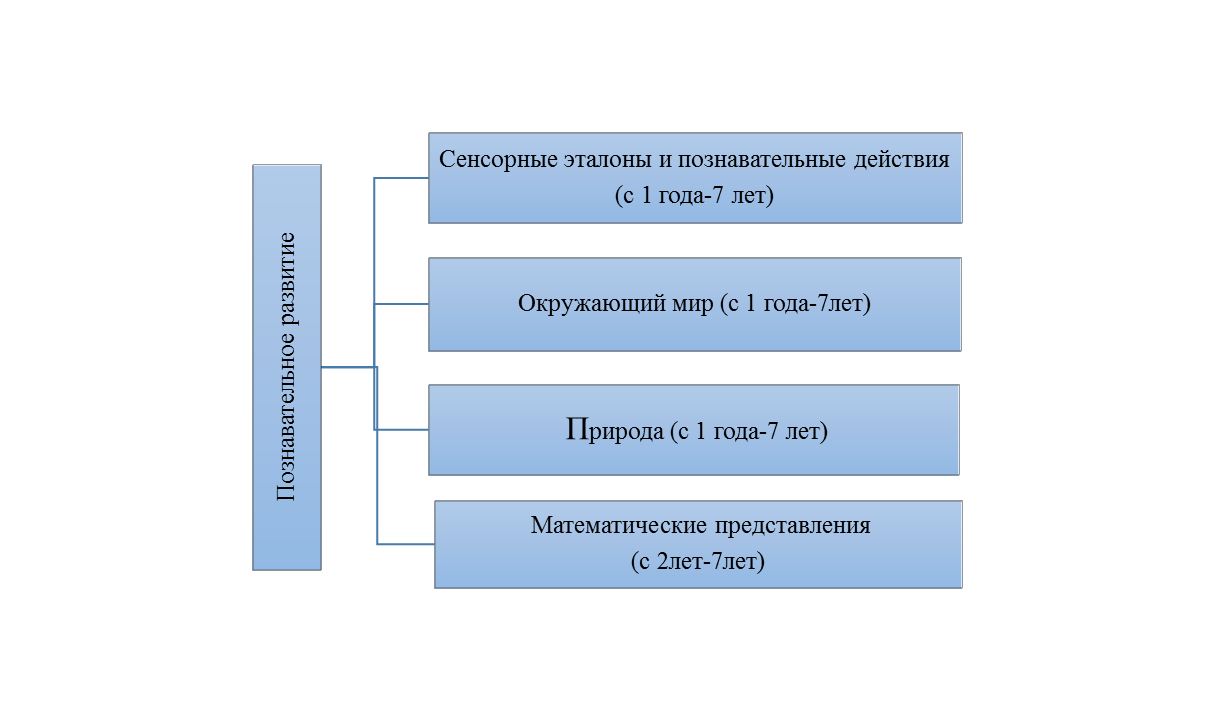 Познавательное развитие
Сенсорные эталоны и познавательные действия
(с 1 года-7 лет)
Окружающий мир (с 1 года-7лет)
Природа (с 1 года-7 лет)
Математические представления
(с 2лет-7лет)